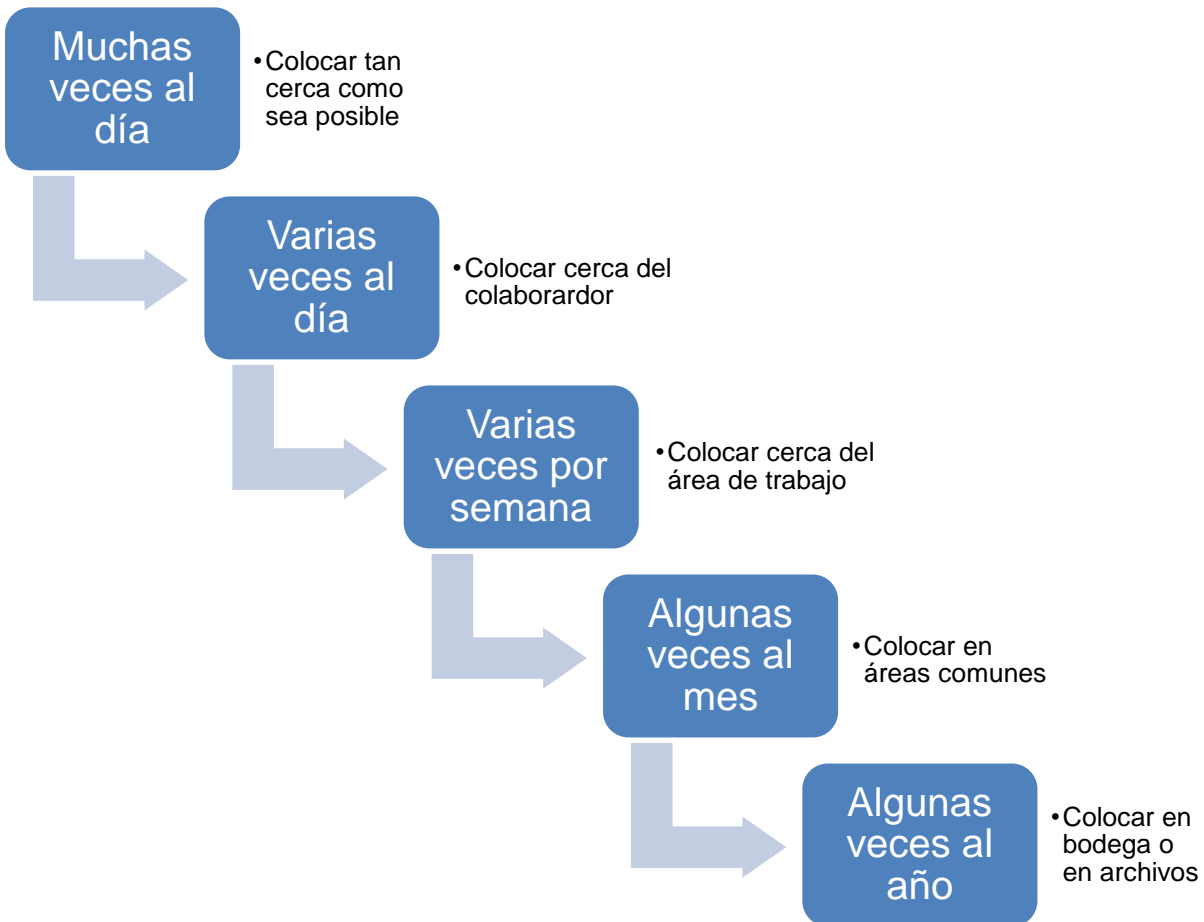 Muchas
veces al
día
•Colocar tan
cerca como
sea posible
Varias
veces al
día
•Colocar cerca del
colaborardor
Varias
veces por
semana
•Colocar cerca del
área de trabajo
Algunas
veces al
mes
•Colocar en
áreas comunes
Algunas
veces al
año
•Colocar en
bodega o
en archivos